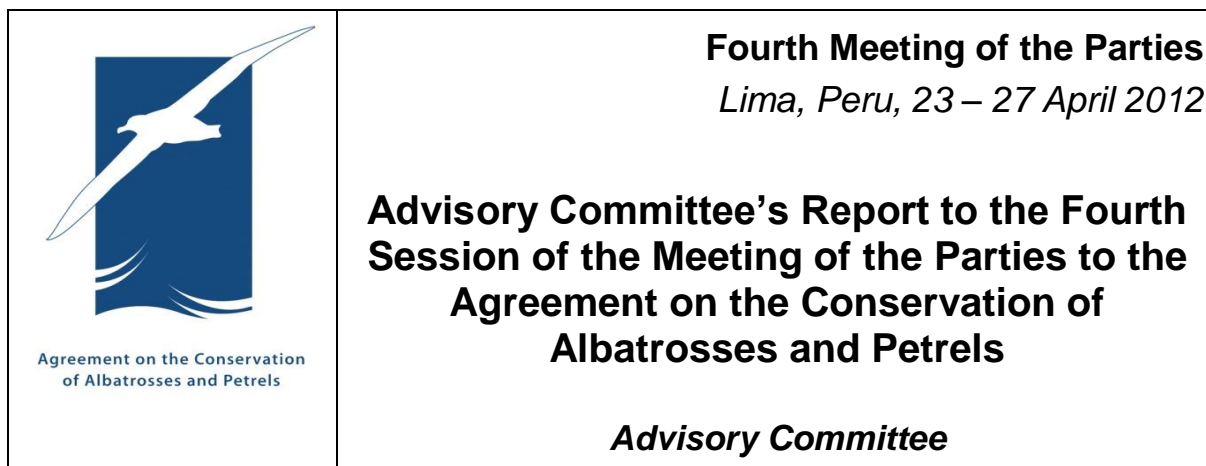 Agreement on the Conservation
of Albatrosses and Petrels
Fourth Meeting of the Parties
Lima, Peru, 23 – 27 April 2012
Advisory Committee's Report to the Fourth
Session of the Meeting of the Parties to the
Agreement on the Conservation of
Albatrosses and Petrels
Advisory Committee